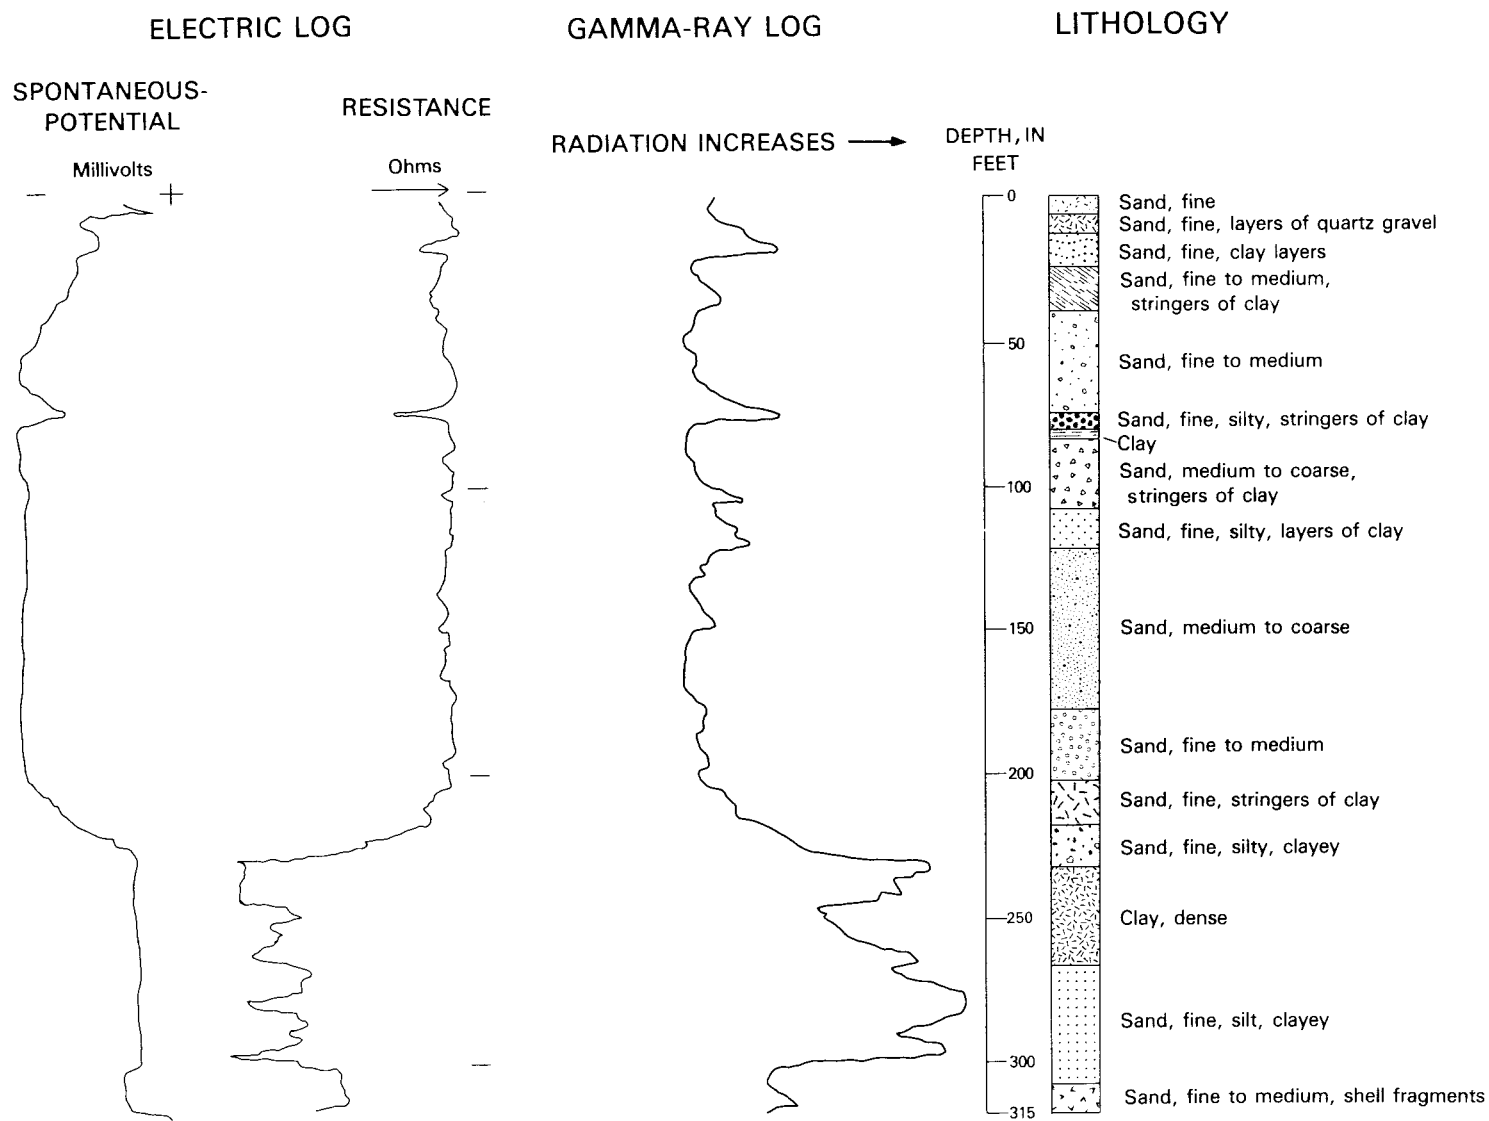 ELECTRIC LOG
GAMMA-RAY LOG
LITHOLOGY
SPONTANEOUS-
POTENTIAL
RESISTANCE
RADIATION INCREASES
DEPTH, IN
FEET
Millivolts
Ohms
− +
0
50
100
150
200
250
300
315
Sand, fine
Sand, fine, layers of quartz gravel
Sand, fine, clay layers
Sand, fine to medium,
stringers of clay
Sand, fine to medium
Sand, fine, silty, stringers of clay
Clay
Sand, medium to coarse,
stringers of clay
Sand, fine, silty, layers of clay
Sand, medium to coarse
Sand, fine to medium
Sand, fine, stringers of clay
Sand, fine, silty, clayey
Clay, dense
Sand, fine, silt, clayey
Sand, fine to medium, shell fragments